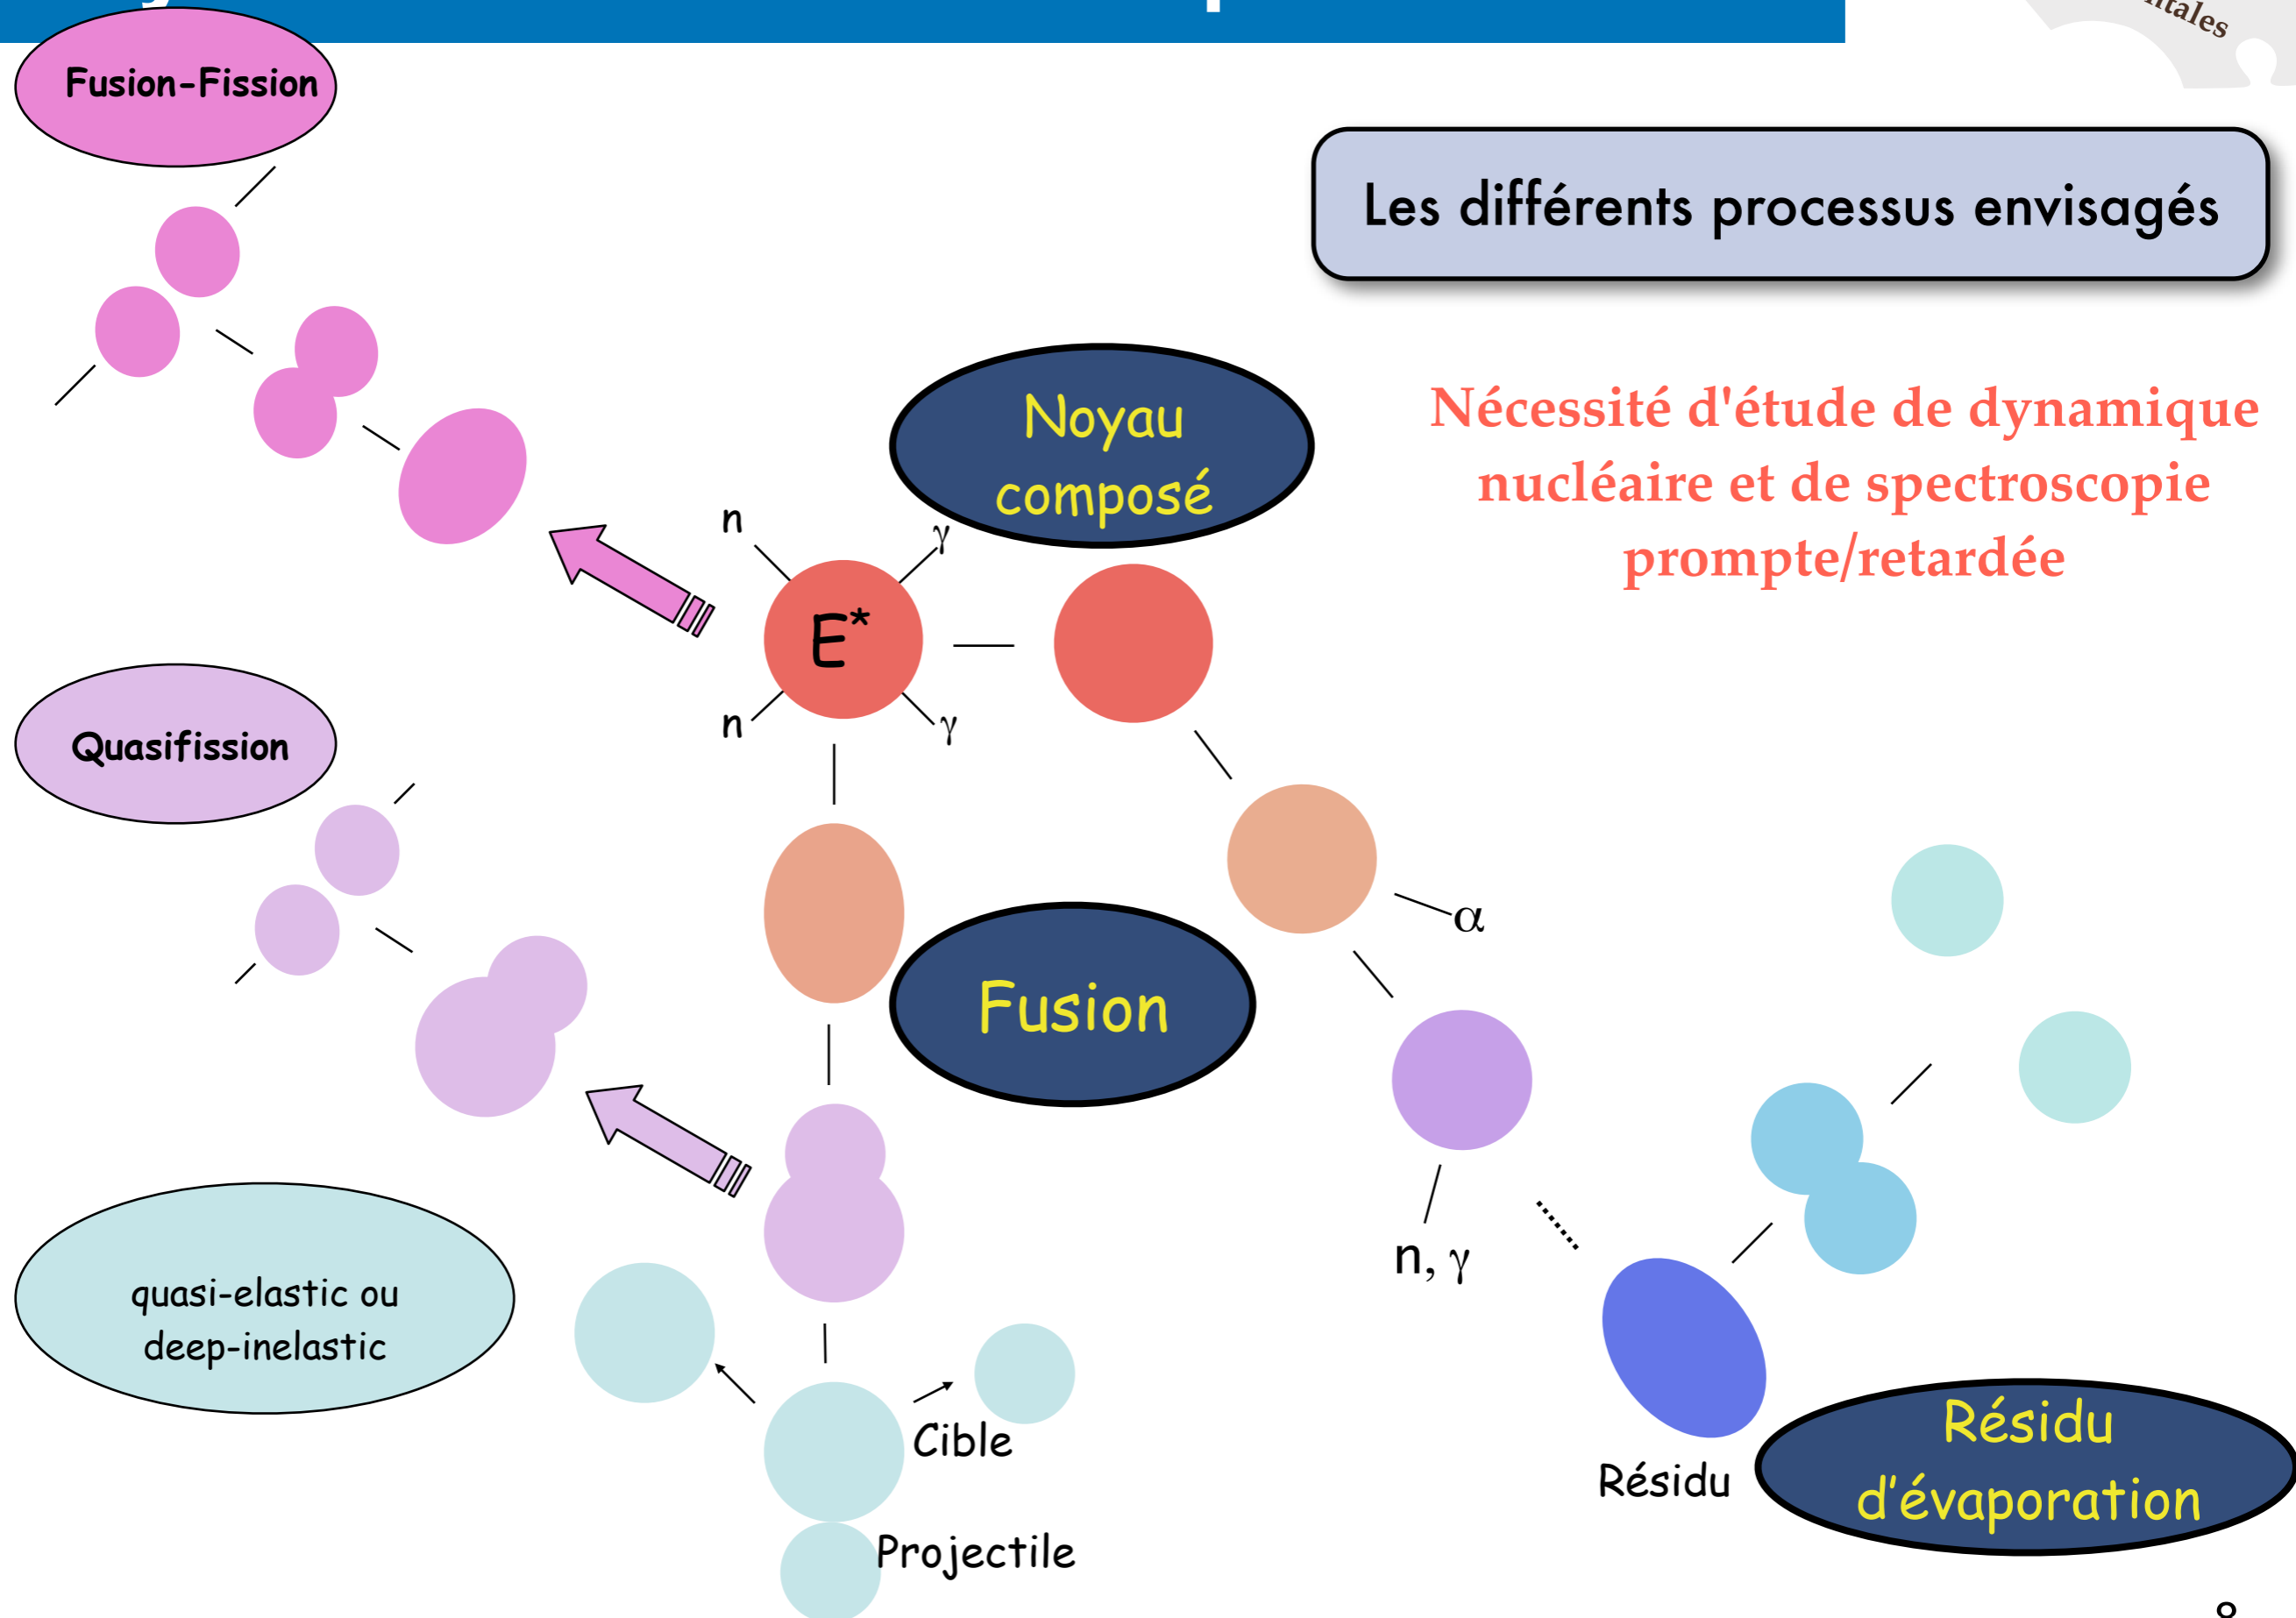 Fusion-Fission
Les différents processus envisagés
Noyau
composé
Nécessité d'étude de dynamique
nucléaire et de spectroscopie
prompte/retardée
n
γ
E*
n
γ
Quasifission
α
Fusion
n, γ
quasi-elastic ou
deep-inelastic
Cible
Projectile
Résidu
Résidu
d'évaporation